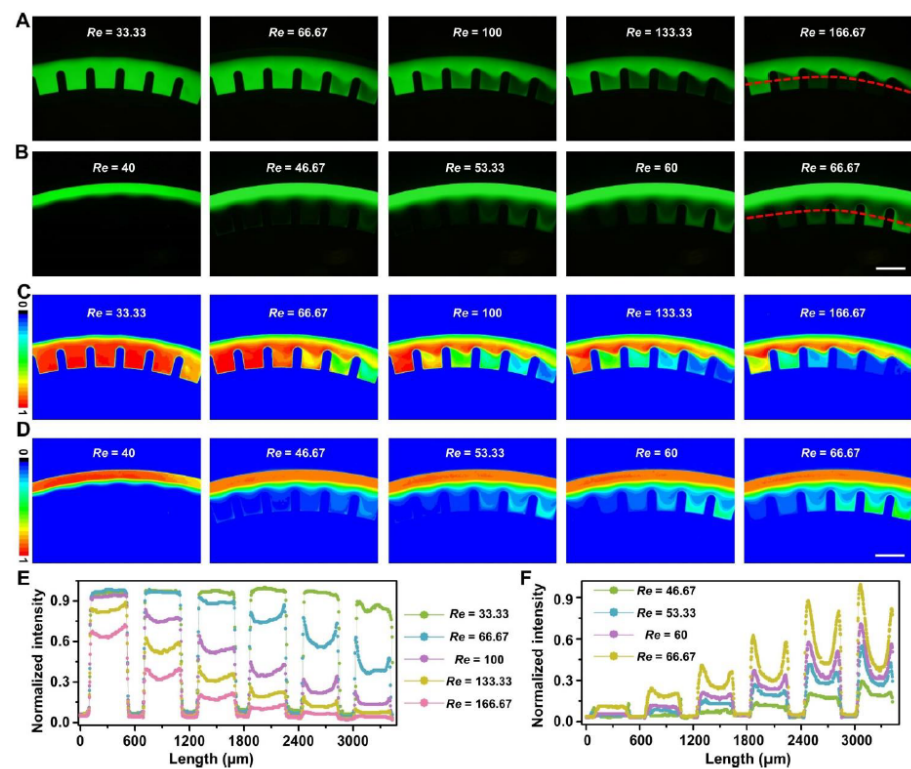 A
Re = 33.33
Re = 66.67
Re = 100
Re = 133.33
Re = 166.67
B
Re = 40
Re = 46.67
Re = 53.33
Re = 60
Re = 66.67
C
0
1
Re = 33.33
Re = 66.67
Re = 100
Re = 133.33
Re = 166.67
D
0
1
Re = 40
Re = 46.67
Re = 53.33
Re = 60
Re = 66.67
E
Normalized intensity
0.9
0.6
0.3
0.0
0 600 1200 1800 2400 3000
Length (μm)
Re = 33.33
Re = 66.67
Re = 100
Re = 133.33
Re = 166.67
F
Normalized intensity
0.9
0.6
0.3
0.0
0 600 1200 1800 2400 3000
Length (μm)
Re = 46.67
Re = 53.33
Re = 60
Re = 66.67